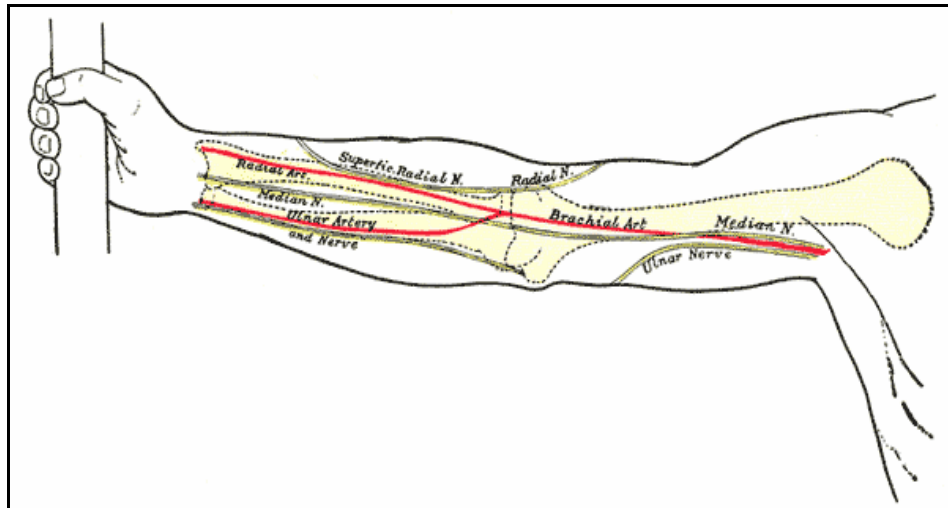 Superfic. Radial N.
Radial N.
Radial Art.
Median N.
Ulnar Artery
and Nerve
Brachial Art
Median N.
Ulnar Nerve